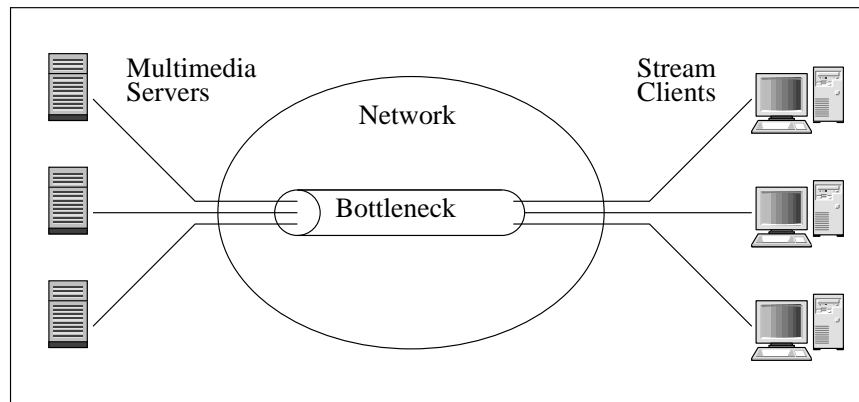 Multimedia
Servers
Stream
Clients
Network
Bottleneck